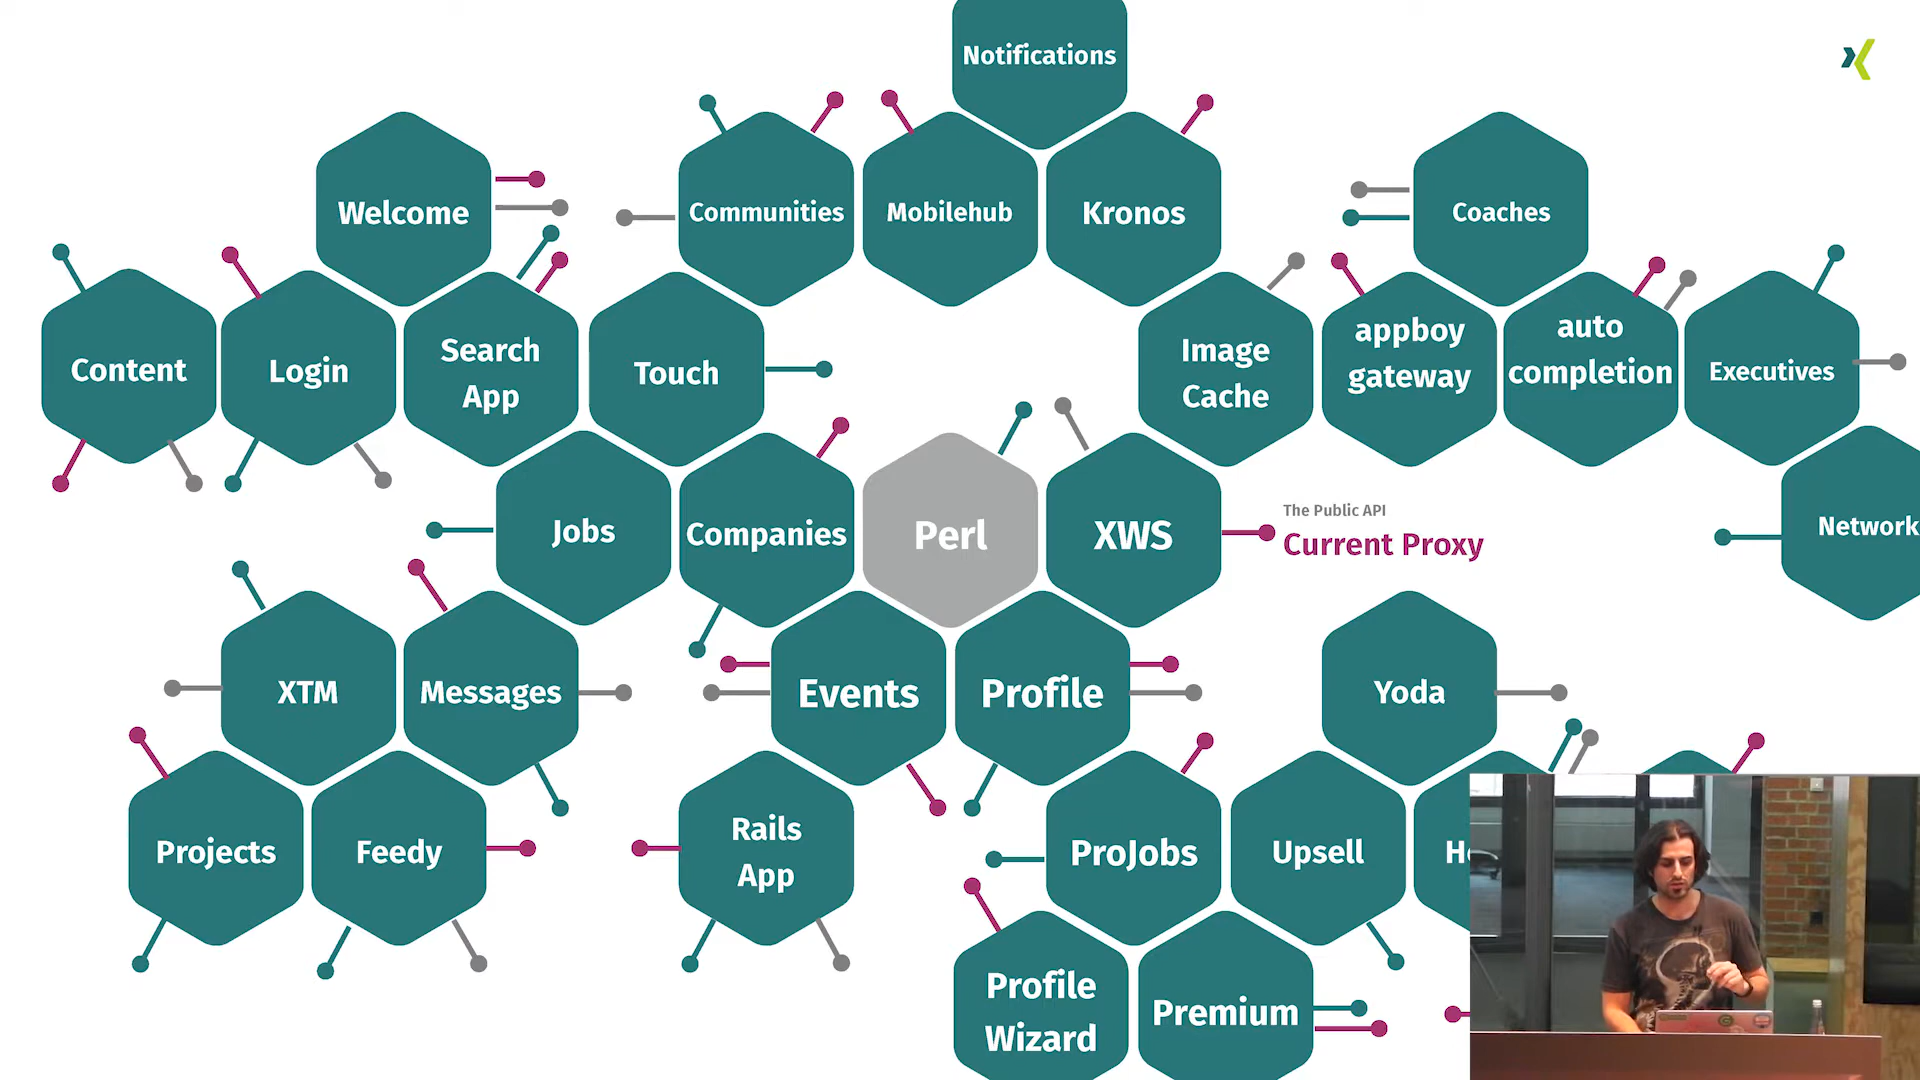 Notifications
Welcome
Communities
Mobilehub
Kronos
Coaches
Content
Login
Search
App
Touch
Image
Cache
appboy
gateway
auto
completion
Executives
Jobs
Companies
Perl
XWS
The Public API
Current Proxy
Network
XTM
Messages
Events
Profile
Yoda
Projects
Feedy
Rails
App
ProJobs
Upsell
Profile
Wizard
Premium